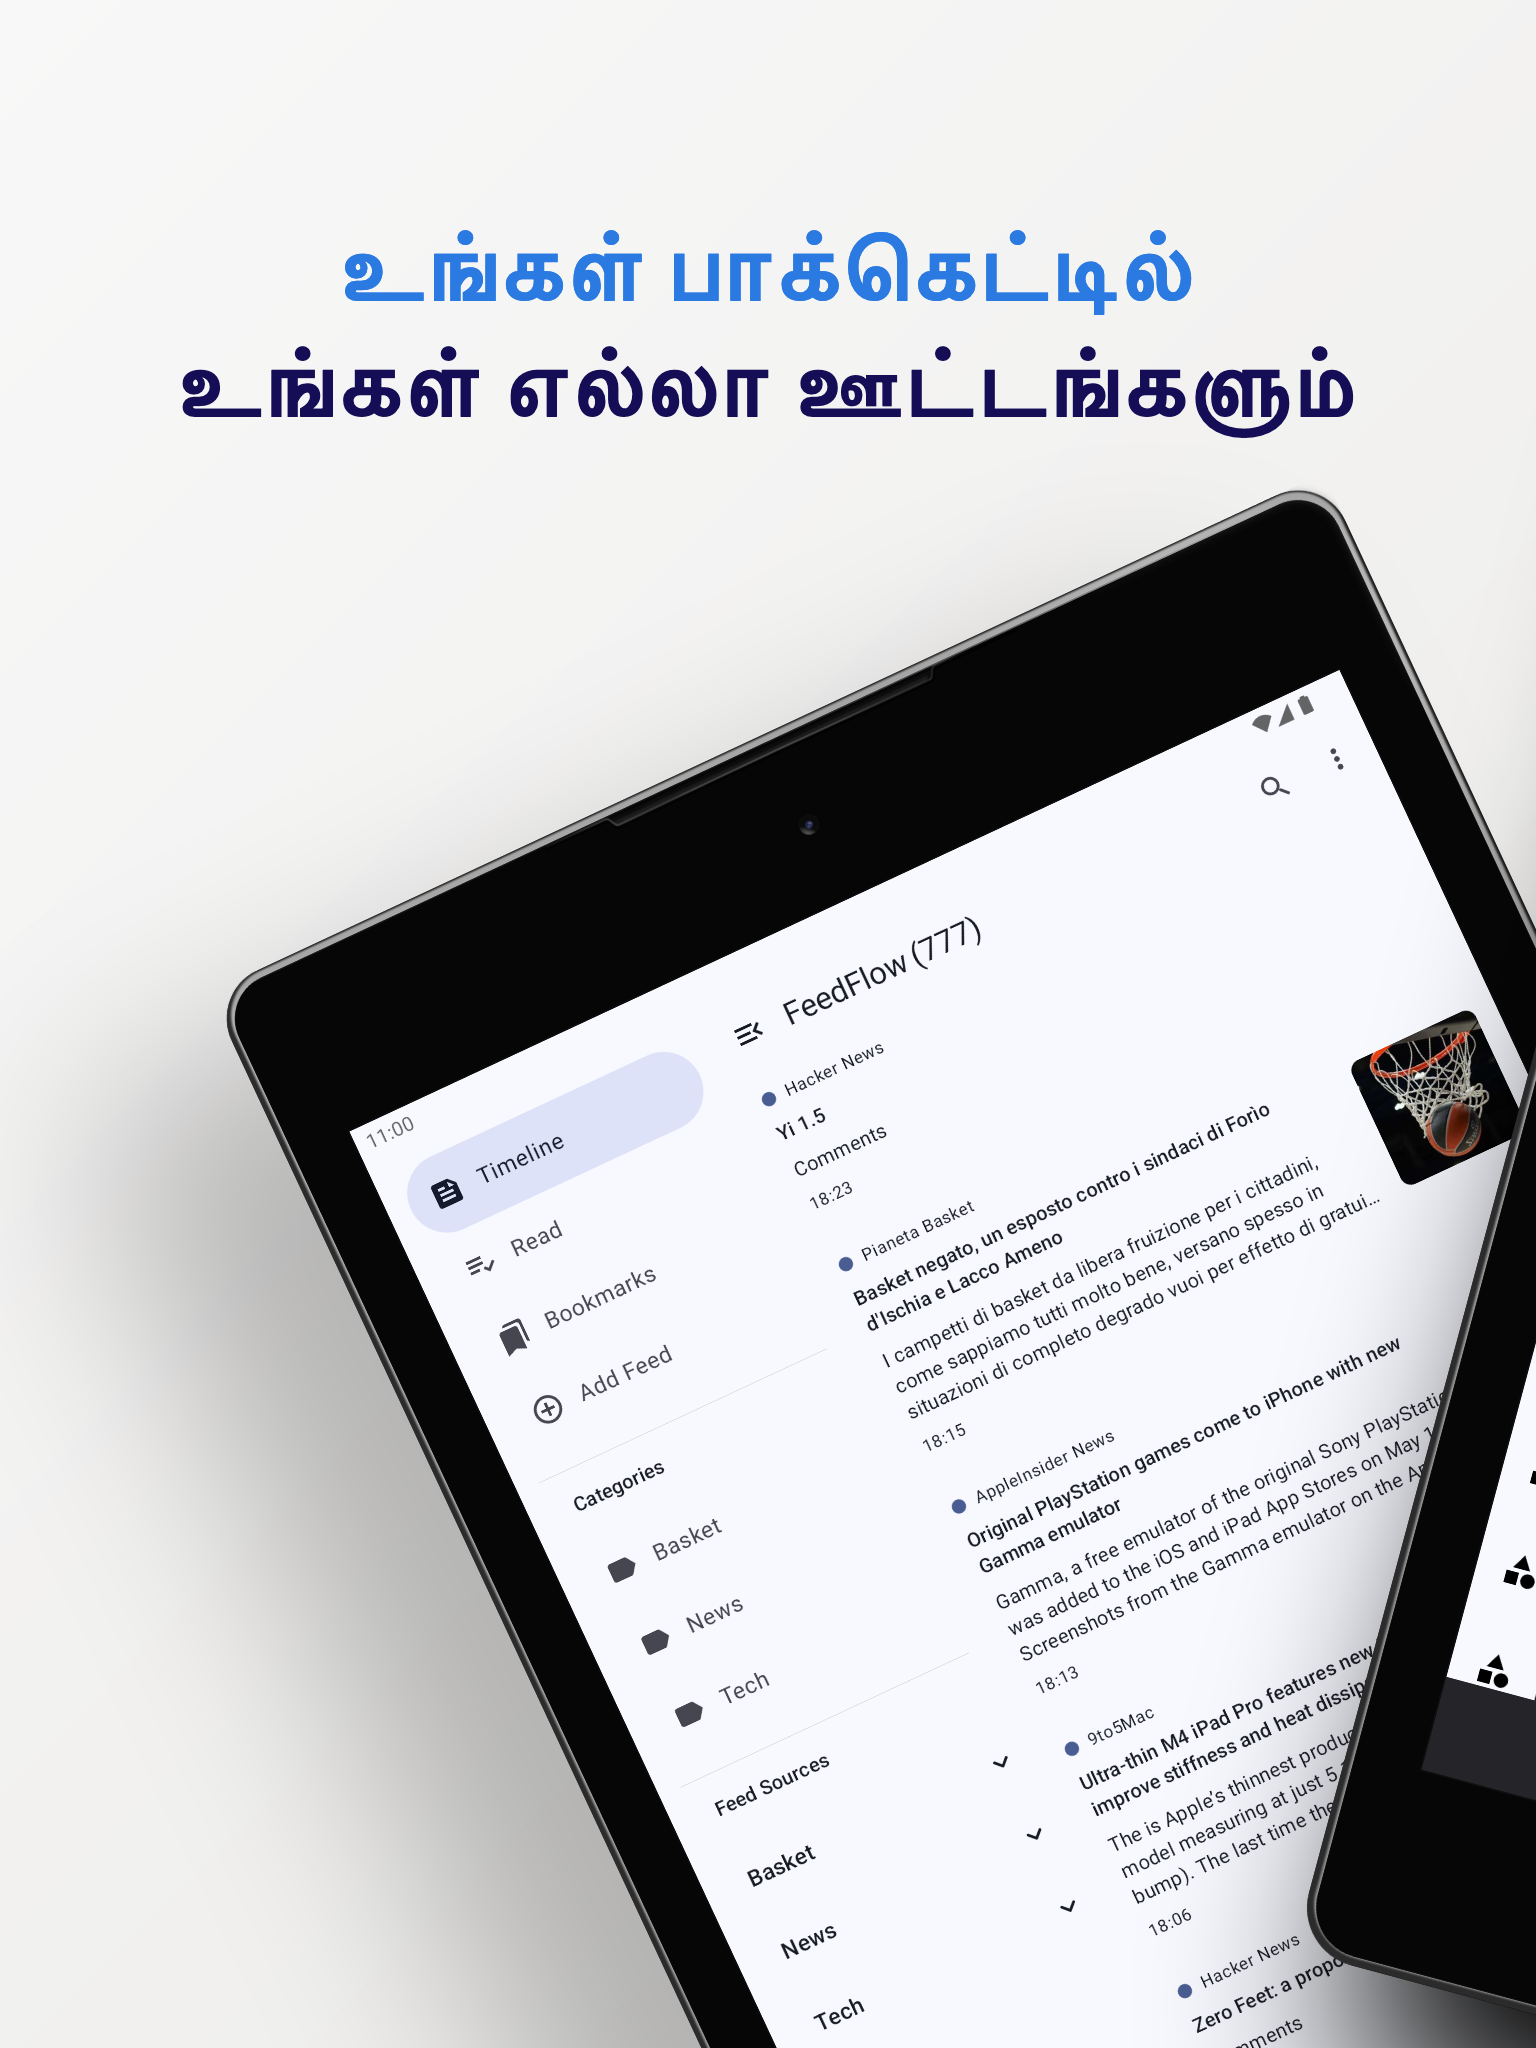 உங்கள் பாக்கெட்டில்
உங்கள் எல்லா ஊட்டங்களும்
11:00
Timeline
Read
Bookmarks
Add Feed
Categories
Basket
News
Tech
Feed Sources
Basket
News
Tech
FeedFlow (777)
Hacker News
Yi 1.5
Comments
18:23
Pianeta Basket
Basket negato, un esposto contro i sindaci di Forìo
d'Ischia e Lacco Ameno
I campetti di basket da libera fruizione per i cittadini,
come sappiamo tutti molto bene, versano spesso in
situazioni di completo degrado vuoi per effetto di gratui...
18:15
AppleInsider News
Original PlayStation games come to iPhone with new
Gamma emulator
Gamma, a free emulator of the original Sony
was added to the iOS and iPad App Stores on May
Screenshots from the Gamma emulator on the
18:13
9to5Mac
Ultra-thin M4 iPad Pro features new
improve stiffness and heat
The is Apple's thinnest
model measuring at just
bump). The last time
18:06
Hacker News
Zero Feet: a